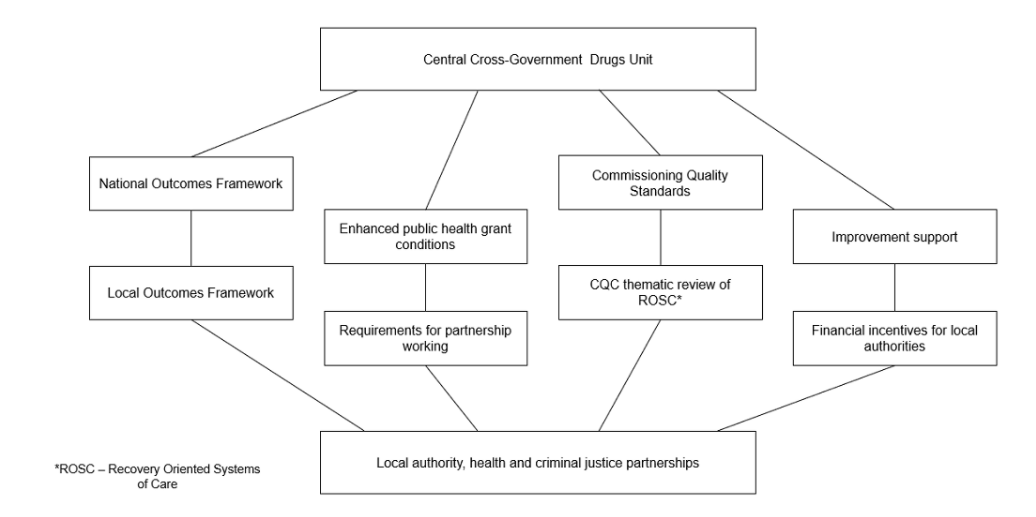 Central Cross-Government Drugs Unit
National Outcomes Framework
Local Outcomes Framework
Enhanced public health grant
conditions
Requirements for partnership
working
Commissioning Quality
Standards
CQC thematic review of
ROSC*
Improvement support
Financial incentives for local
authorities
Local authority, health and criminal justice partnerships
*ROSC – Recovery Oriented Systems
of Care